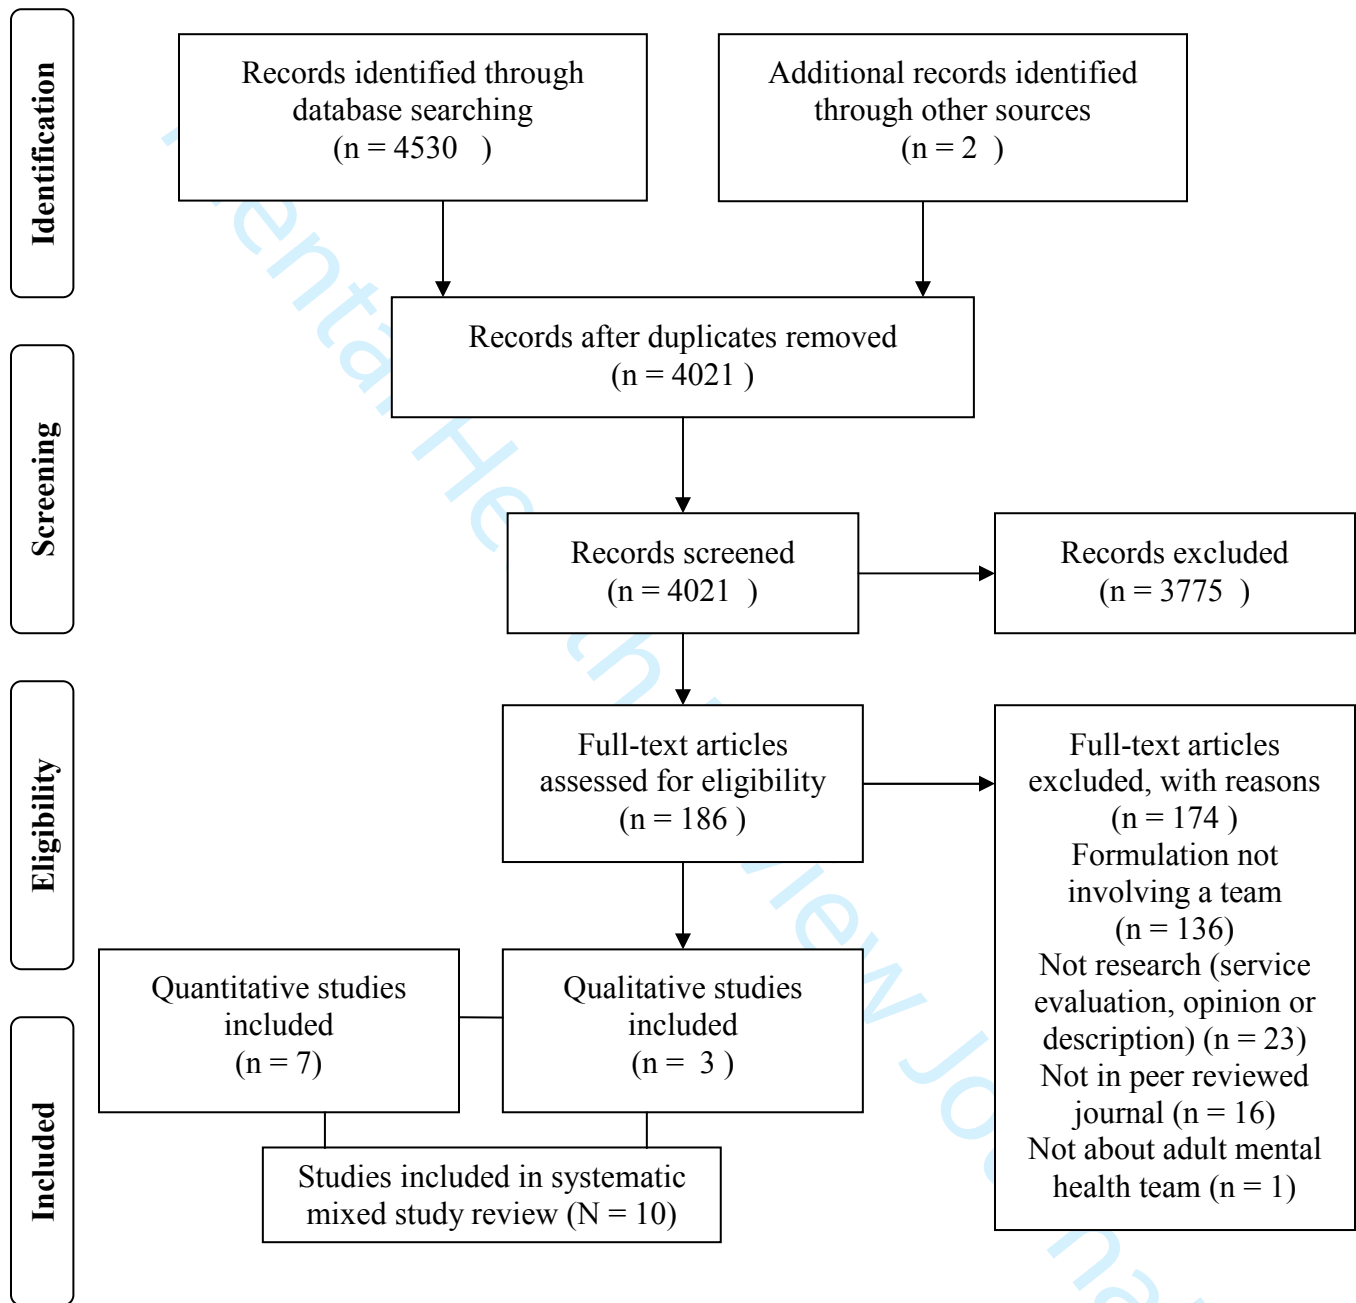 Identification
Records identified through
database searching
(n = 4530   )
Additional records identified
through other sources
(n = 2  )
Records after duplicates removed
(n = 4021 )
Screening
Records screened
(n = 4021  )
Records excluded
(n = 3775  )
Eligibility
Full-text articles
assessed for eligibility
(n = 186 )
Full-text articles
excluded, with reasons
(n = 174 )
Formulation not
involving a team
(n = 136)
Not research (service
evaluation, opinion or
description) (n = 23)
Not in peer reviewed
journal (n = 16)
Not about adult mental
health team (n = 1)
Quantitative studies
included
(n = 7)
Qualitative studies
included
(n =  3 )
Included
Studies included in systematic
mixed study review (N = 10)